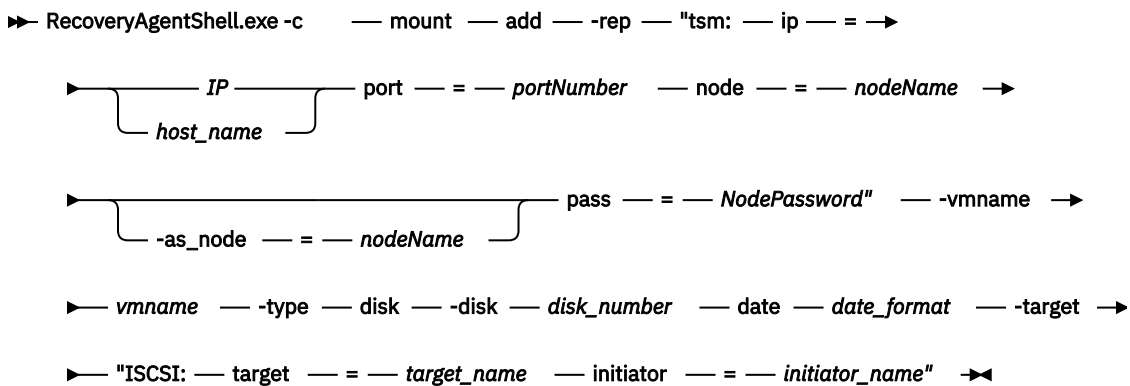 RecoveryAgentShell.exe -c mount add -rep "tsm: ip =
IP port = portNumber node = nodeName
host_name
pass = NodePassword" -vmname
-as_node = nodeName
vmname -type disk -disk disk_number date date_format -target
"ISCSI: target = target_name initiator = initiator_name"